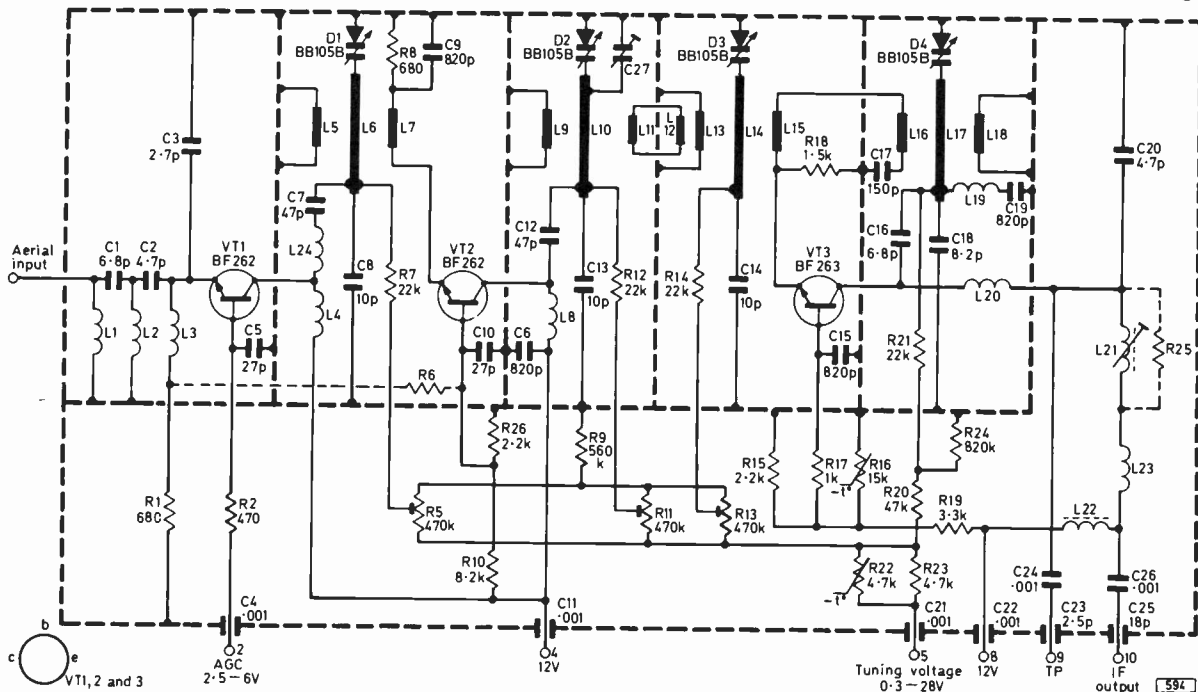 D1
BB105B
R8
680
C9
820p
D2
BB105B
C27
D3
BB105B
D4
BB105B
C3
2.7p
L5
L6
L7
L9
L10
L11
L
12
L13
L14
L15
L16
L17
L18
C20
4.7p
R18
1.5k
C17
150p
C7
47p
L19
C19
820p
Aerial
input
C1
6.8p
C2
4.7p
VT1
BF262
L24
C12
47p
VT2
BF262
C16
6.8p
C18
8.2p
VT3
BF263
C8
10p
R7
22k
C13
10p
R12
22k
R14
22k
C14
10p
L1
L2
L3
L4
L8
L20
C5
27p
C10
27p
C6
820p
C15
820p
R21
22k
L21
R25
R6
R26
2.2k
R9
560
k
R15
2.2k
R17
1k
R16
15k
-t°
R24
820k
L23
R1
680
R2
470
R5
470k
R11
470k
R13
470k
R20
47k
R19
3.3k
L22
R10
8.2k
R22
4.7k
-t°
R23
4.7k
C24
.001
C26
.001
C4
.001
C11
.001
C21
.001
C22
.001
C23
2.5p
C25
18p
b
c
e
VT1, 2 and 3
2
AGC
2.5-6V
4
12V
5
Tuning voltage
0.3-28V
8
12V
9
TP
10
IF
output
594